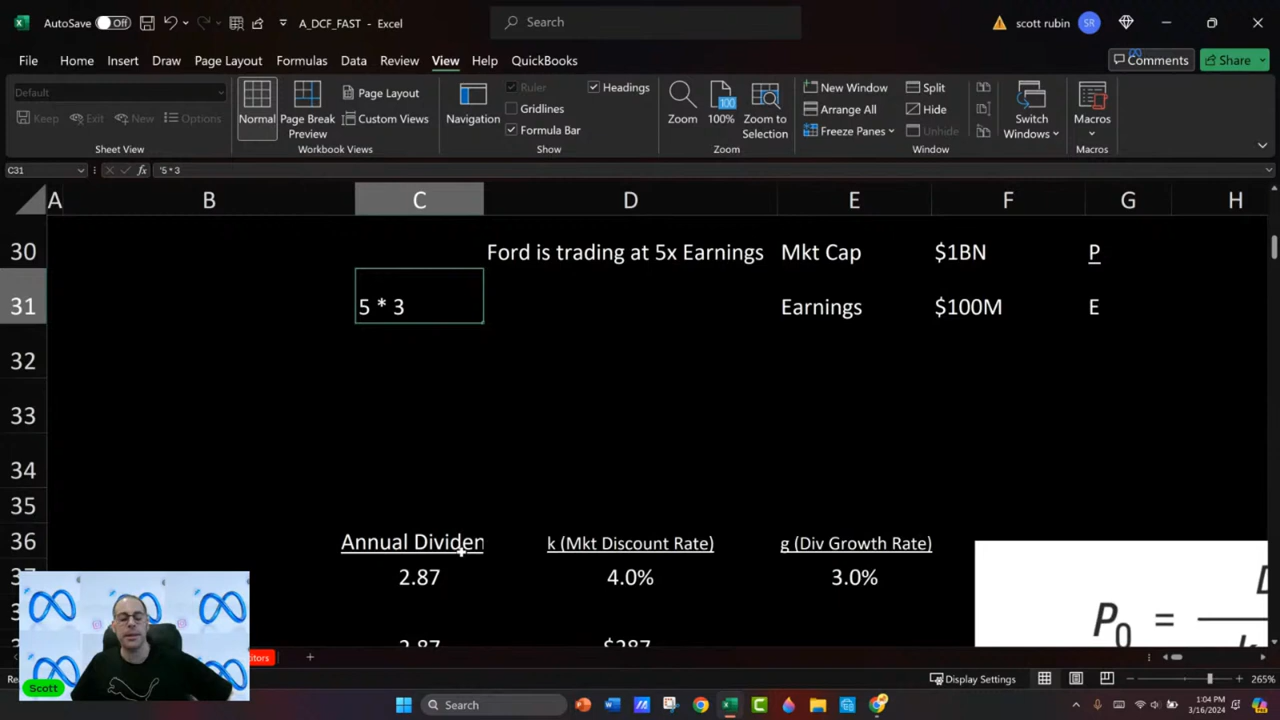 AutoSave Off A_DCF_FAST - Excel Search scott rubin SR
File Home Insert Draw Page Layout Formulas Data Review View Help QuickBooks Comments Share
Default
Keep Exit New Options
Sheet View
Normal
Page Break Preview
Page Layout
Custom Views
Workbook Views
Navigation
Ruler
Gridlines
Formula Bar
Headings
Show
Zoom
100%
Zoom to Selection
Zoom
New Window
Arrange All
Freeze Panes
Split
Hide
Unhide
Switch Windows
Window
Macros
Macros
C31 fx '5 * 3
A B C D E F G H
30 Ford is trading at 5x Earnings Mkt Cap $1BN P
31 5 * 3 Earnings $100M E
32
33
34
35
36 Annual Dividen k (Mkt Discount Rate) g (Div Growth Rate)
37 2.87 4.0% 3.0%
P0 =
2.87 $287
Scott
Display Settings 265%
Search
1:04 PM
3/16/2024